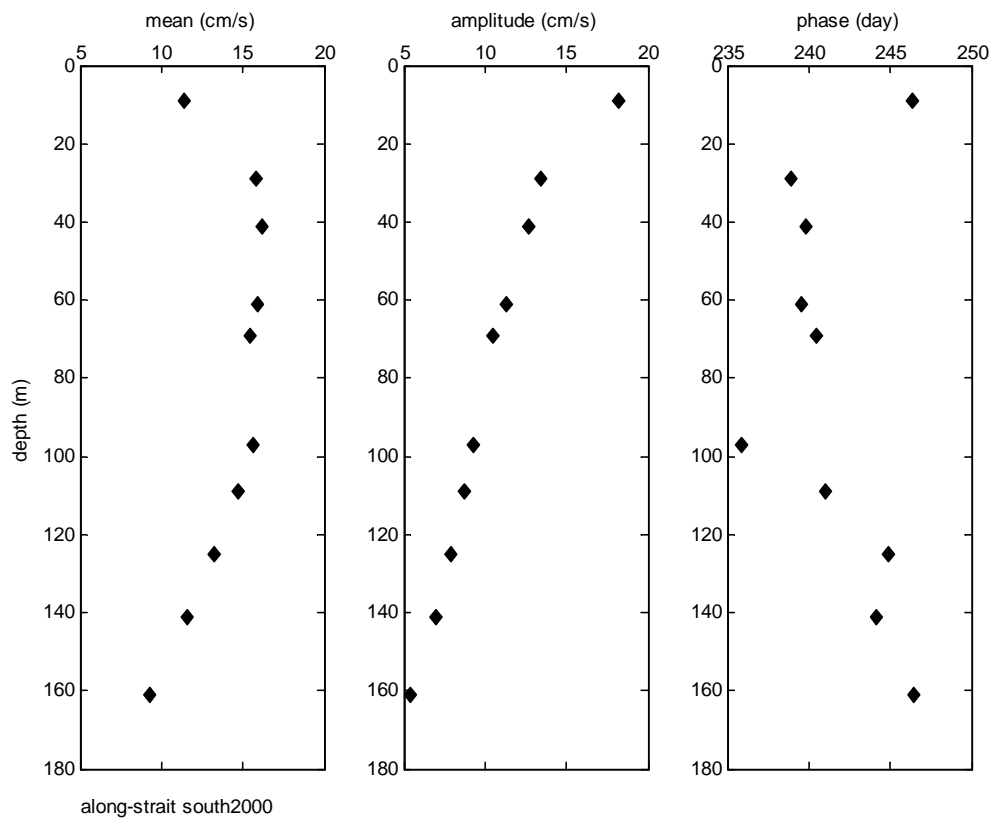 mean (cm/s) amplitude (cm/s) phase (day)
5 10 15 20 5 10 15 20 235 240 245 250
0 0 0
20 20 20
40 40 40
60 60 60
80 80 80
depth (m)
100 100 100
120 120 120
140 140 140
160 160 160
180 180 180
along-strait south2000